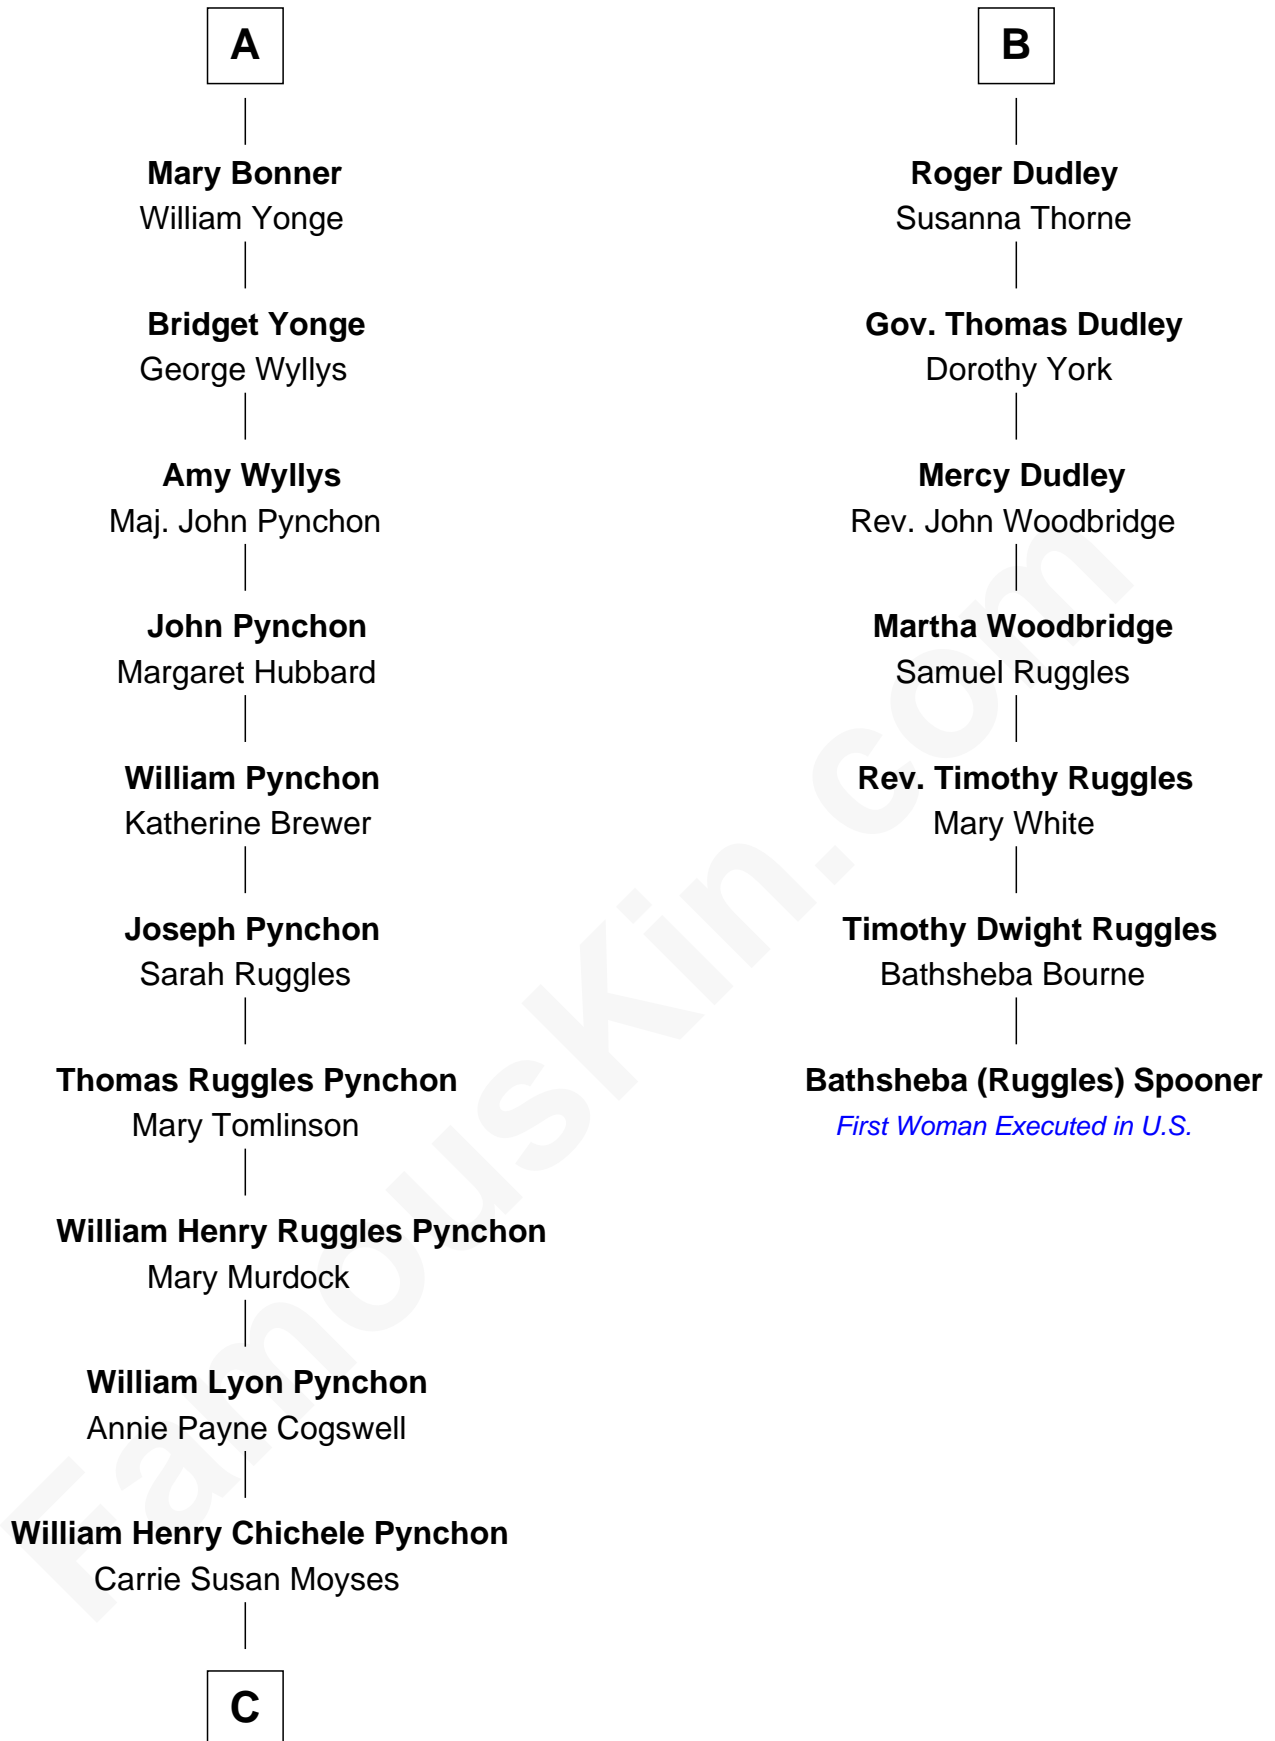 A
Mary Bonner
William Yonge
Bridget Yonge
George Wyllys
Amy Wyllys
Maj. John Pynchon
John Pynchon
Margaret Hubbard
William Pynchon
Katherine Brewer
Joseph Pynchon
Sarah Ruggles
Thomas Ruggles Pynchon
Mary Tomlinson
William Henry Ruggles Pynchon
Mary Murdock
William Lyon Pynchon
Annie Payne Cogswell
William Henry Chichele Pynchon
Carrie Susan Moyses
C
B
Roger Dudley
Susanna Thorne
Gov. Thomas Dudley
Dorothy York
Mercy Dudley
Rev. John Woodbridge
Martha Woodbridge
Samuel Ruggles
Rev. Timothy Ruggles
Mary White
Timothy Dwight Ruggles
Bathsheba Bourne
Bathsheba (Ruggles) Spooner
First Woman Executed in U.S.
FamousKin.com